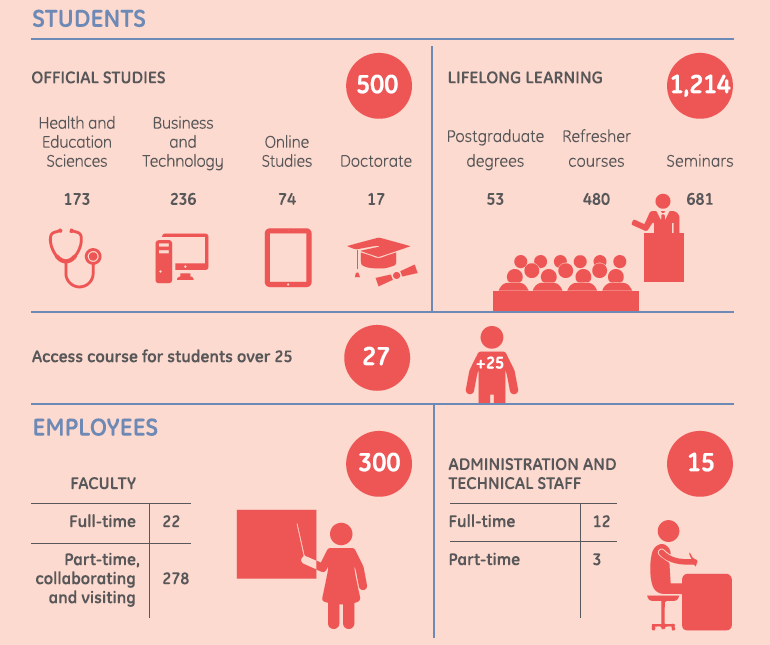 STUDENTS
OFFICIAL STUDIES
500
Health and
Education
Sciences
173
Business
and
Technology
236
Online
Studies
74
Doctorate
17
LIFELONG LEARNING
1,214
Postgraduate
degrees
53
Refresher
courses
480
Seminars
681
Access course for students over 25
27
+25
EMPLOYEES
300
FACULTY
Full-time 22
Part-time,
collaborating
and visiting
278
ADMINISTRATION AND
TECHNICAL STAFF
15
Full-time 12
Part-time 3